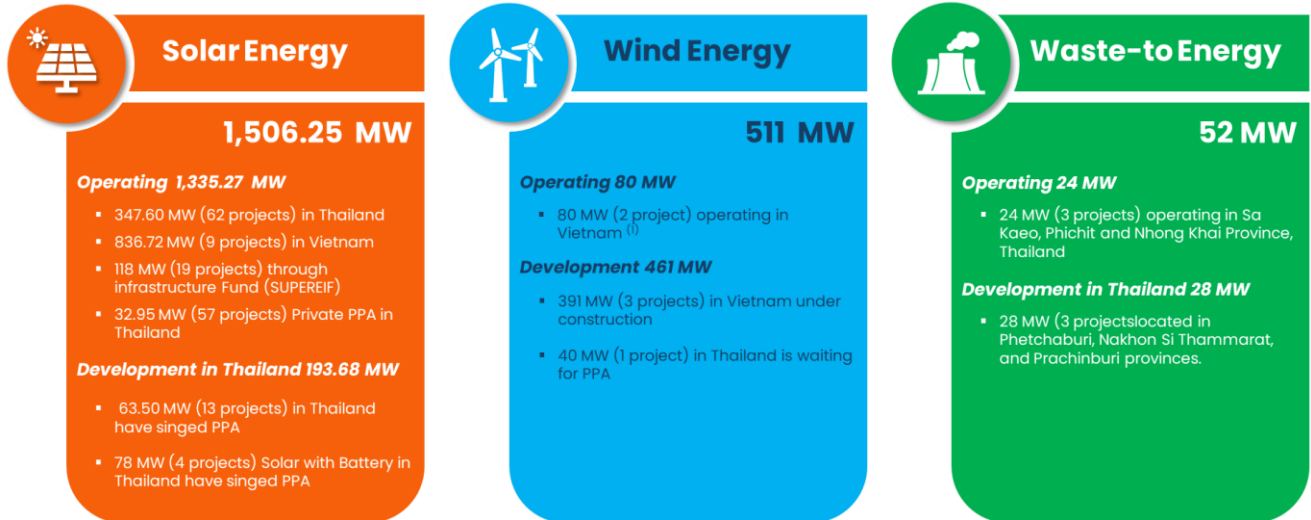 Solar Energy
1,506.25 MW
Operating 1,335.27 MW
▪ 347.60 MW (62 projects) in Thailand
▪ 836.72 MW (9 projects) in Vietnam
▪ 118 MW (19 projects) through
infrastructure Fund (SUPEREIF)
▪ 32.95 MW (57 projects) Private PPA in
Thailand
Development in Thailand 193.68 MW
▪ 63.50 MW (13 projects) in Thailand
have singed PPA
▪ 78 MW (4 projects) Solar with Battery in
Thailand have singed PPA
Wind Energy
511 MW
Operating 80 MW
▪ 80 MW (2 project) operating in
Vietnam (1)
Development 461 MW
▪ 391 MW (3 projects) in Vietnam under
construction
▪ 40 MW (1 project) in Thailand is waiting
for PPA
Waste-to Energy
52 MW
Operating 24 MW
▪ 24 MW (3 projects) operating in Sa
Kaeo, Phichit and Nhong Khai Province,
Thailand
Development in Thailand 28 MW
▪ 28 MW (3 projectslocated in
Phetchaburi, Nakhon Si Thammarat,
and Prachinburi provinces.